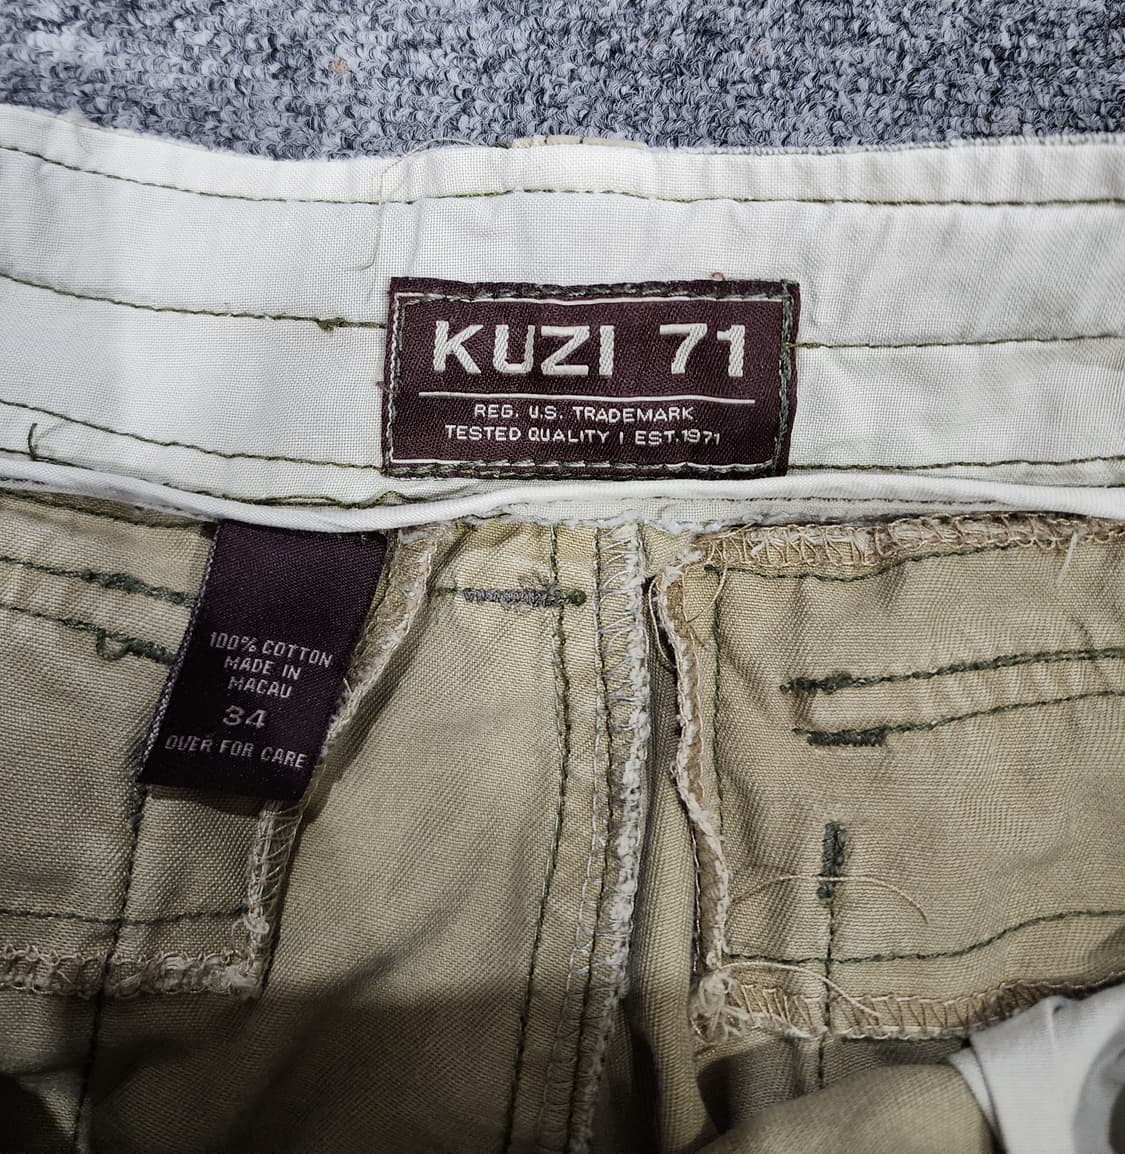 KUZI 71
REG. U.S. TRADEMARK
TESTED QUALITY | EST.1971
100% COTTON
MADE IN
MACAU
34
OVER FOR CARE